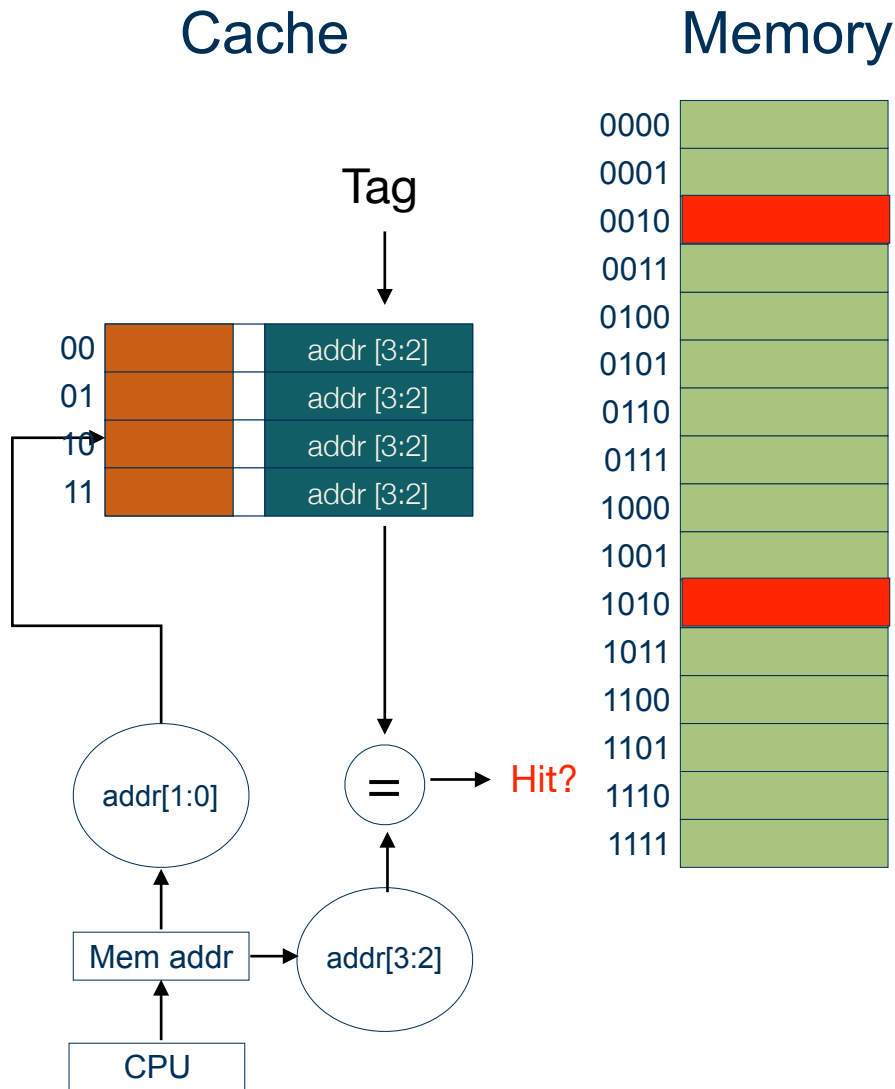 Cache
Memory
Tag
00 addr [3:2]
01 addr [3:2]
10 addr [3:2]
11 addr [3:2]
0000
0001
0010
0011
0100
0101
0110
0111
1000
1001
1010
1011
1100
1101
1110
1111
addr[1:0]
=
Hit?
Mem addr
addr[3:2]
CPU